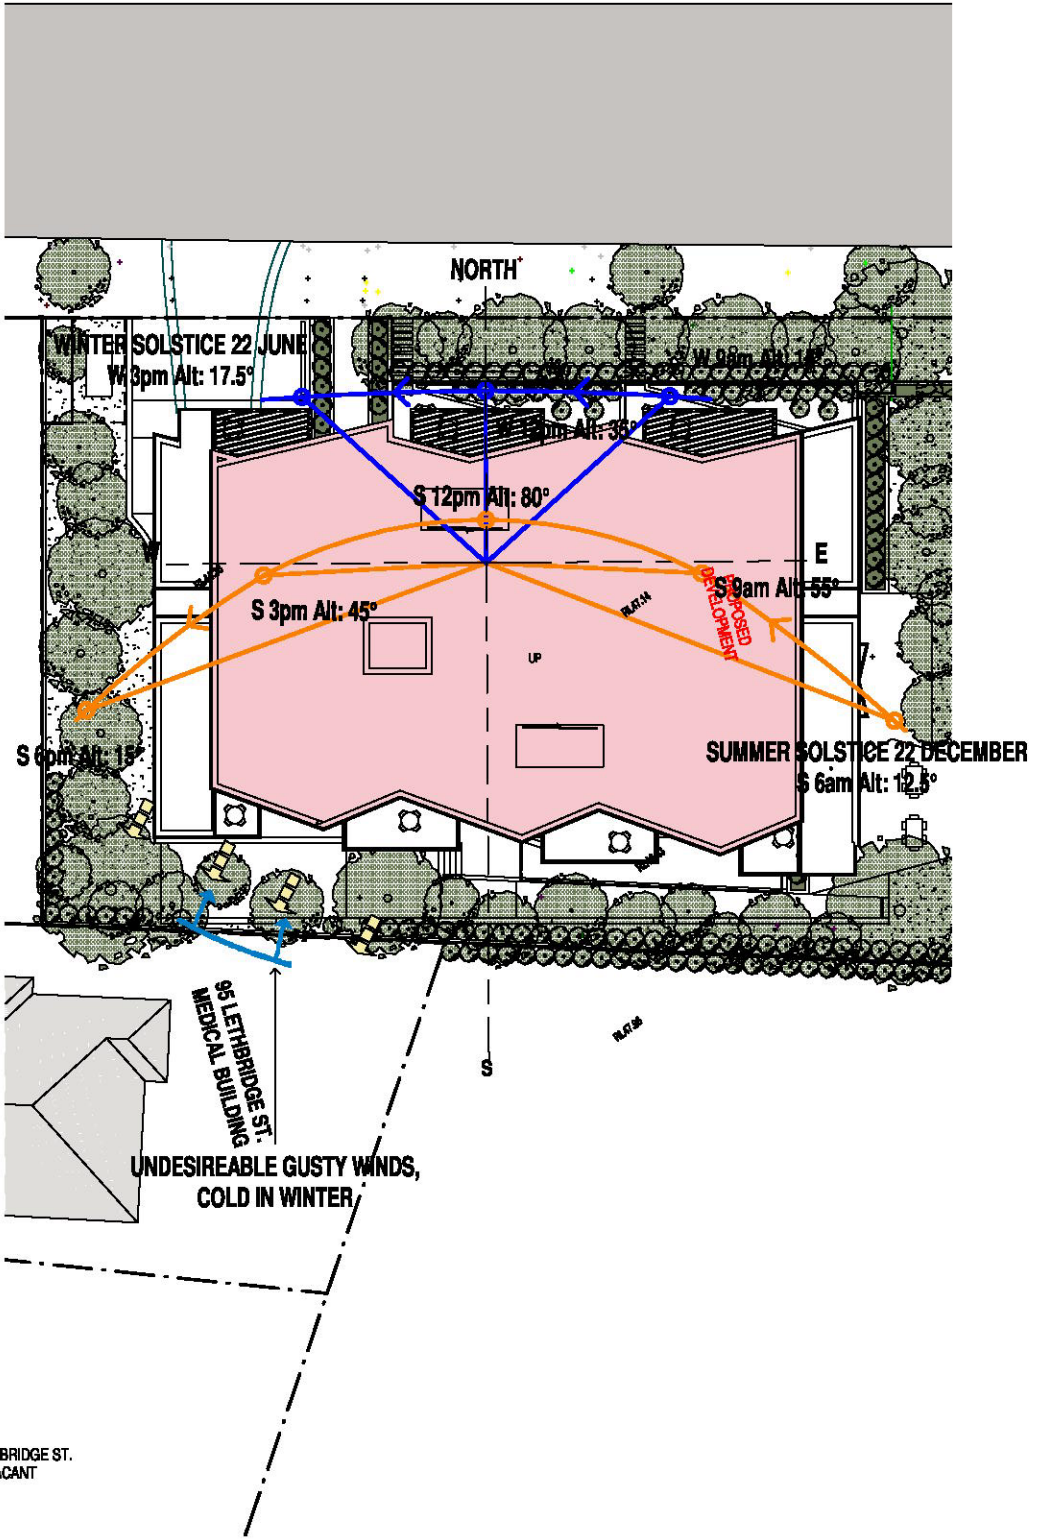 NORTH
WINTER SOLSTICE 22 JUNE
W 3pm Alt: 17.5°
W 9am Alt:
W 12pm Alt: 35°
S 12pm Alt: 80°
W
E
S 3pm Alt: 45°
S 9am Alt: 55°
PROPOSED
DEVELOPMENT
RL47.14
UP
S 6pm Alt: 15°
SUMMER SOLSTICE 22 DECEMBER
S 6am Alt: 12.5°
95 LETHBRIDGE ST.
MEDICAL BUILDING
S
UNDESIREABLE GUSTY WINDS,
COLD IN WINTER
BRIDGE ST.
CANT